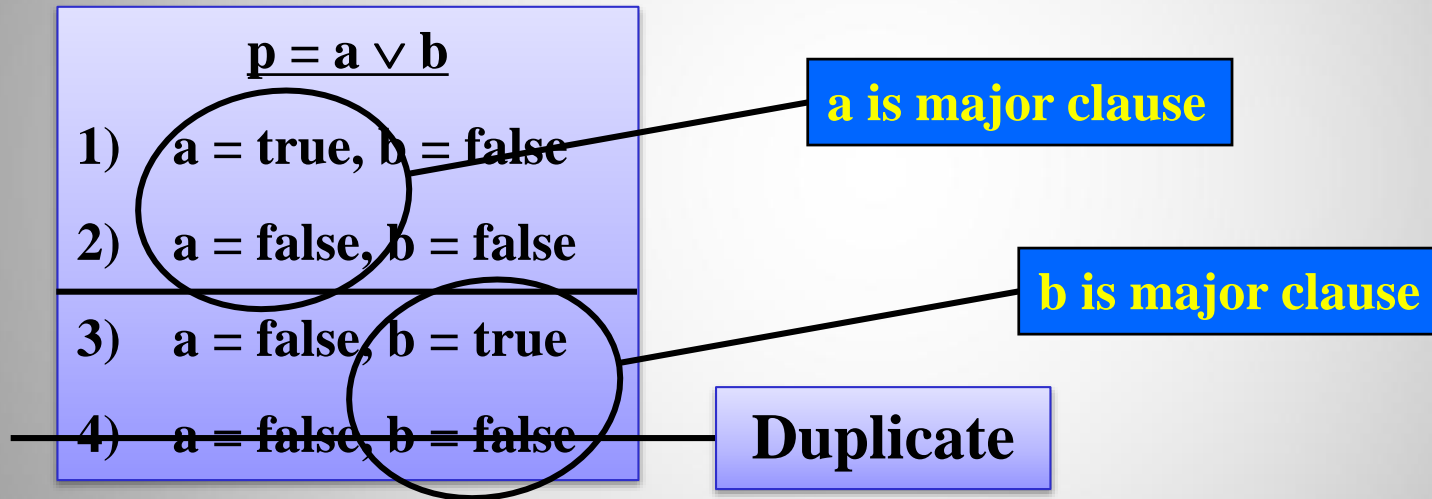 p = a ∨ b
1) a = true, b = false
2) a = false, b = false
3) a = false, b = true
4) a = false, b = false
a is major clause
b is major clause
Duplicate